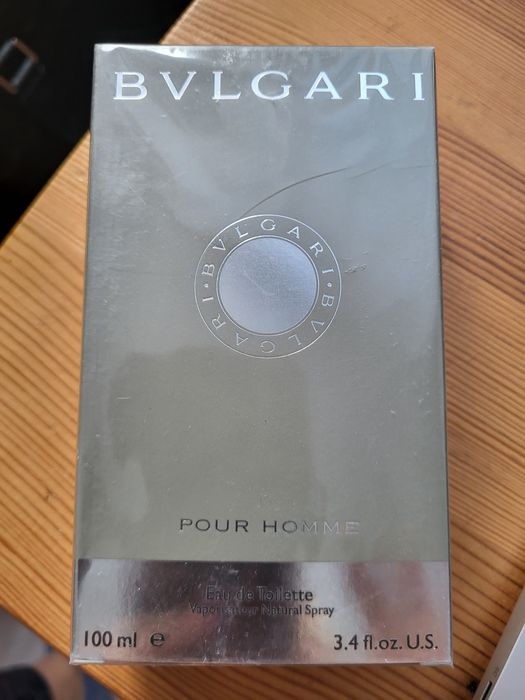 BVLGARI
BVLGARI • BVLGARI •
POUR HOMME
Eau de Toilette
Vaporisateur Natural Spray
100 ml e 3.4 fl.oz. U.S.